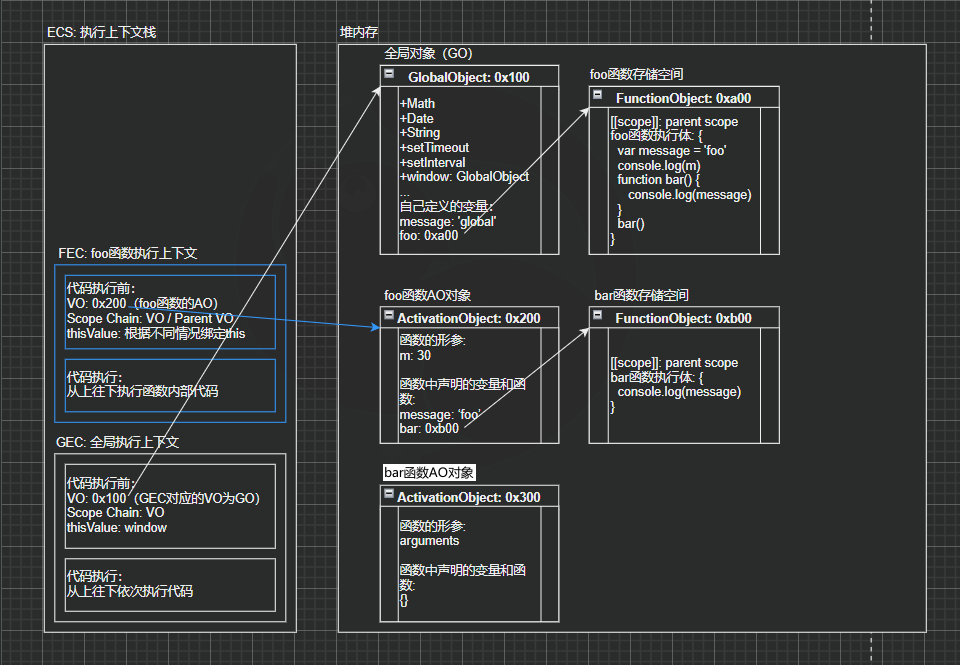 ECS: 执行上下文栈
FEC: foo函数执行上下文
代码执行前：
VO: 0x200（foo函数的AO）
Scope Chain: VO / Parent VO
thisValue: 根据不同情况绑定this
代码执行：
从上往下执行函数内部代码
GEC: 全局执行上下文
代码执行前：
VO: 0x100（GEC对应的VO为GO）
Scope Chain: VO
thisValue: window
代码执行：
从上往下依次执行代码
堆内存
全局对象（GO）
GlobalObject: 0x100
+Math
+Date
+String
+setTimeout
+setInterval
+window: GlobalObject
...
自己定义的变量：
message: 'global'
foo: 0xa00
foo函数存储空间
FunctionObject: 0xa00
[[scope]]: parent scope
foo函数执行体: {
var message = 'foo'
console.log(m)
function bar() {
console.log(message)
}
bar()
}
foo函数AO对象
ActivationObject: 0x200
函数的形参:
m: 30
函数中声明的变量和函
数:
message: ‘foo’
bar: 0xb00
bar函数存储空间
FunctionObject: 0xb00
[[scope]]: parent scope
bar函数执行体: {
console.log(message)
}
bar函数AO对象
ActivationObject: 0x300
函数的形参:
arguments
函数中声明的变量和函
数:
{}